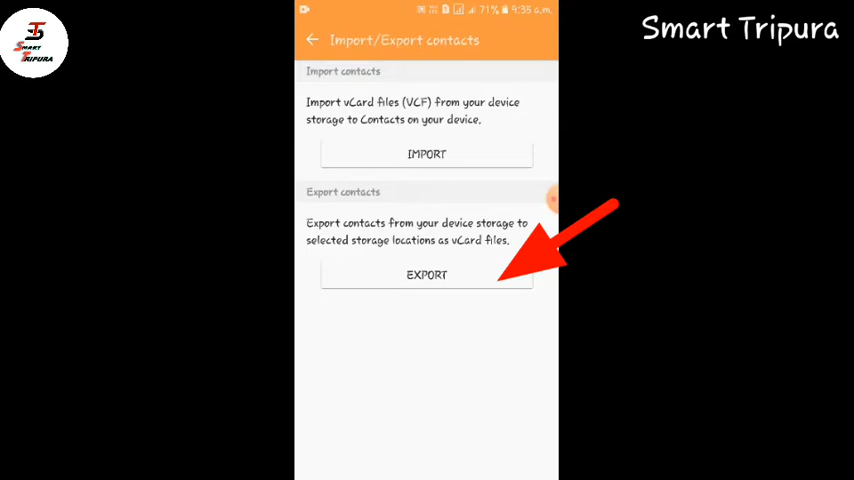 Smart Tripura
ST
SMART
TRIPURA
71% 9:35 a.m.
Import/Export contacts
Import contacts
Import vCard files (VCF) from your device
storage to Contacts on your device.
IMPORT
Export contacts
Export contacts from your device storage to
selected storage locations as vCard files.
EXPORT